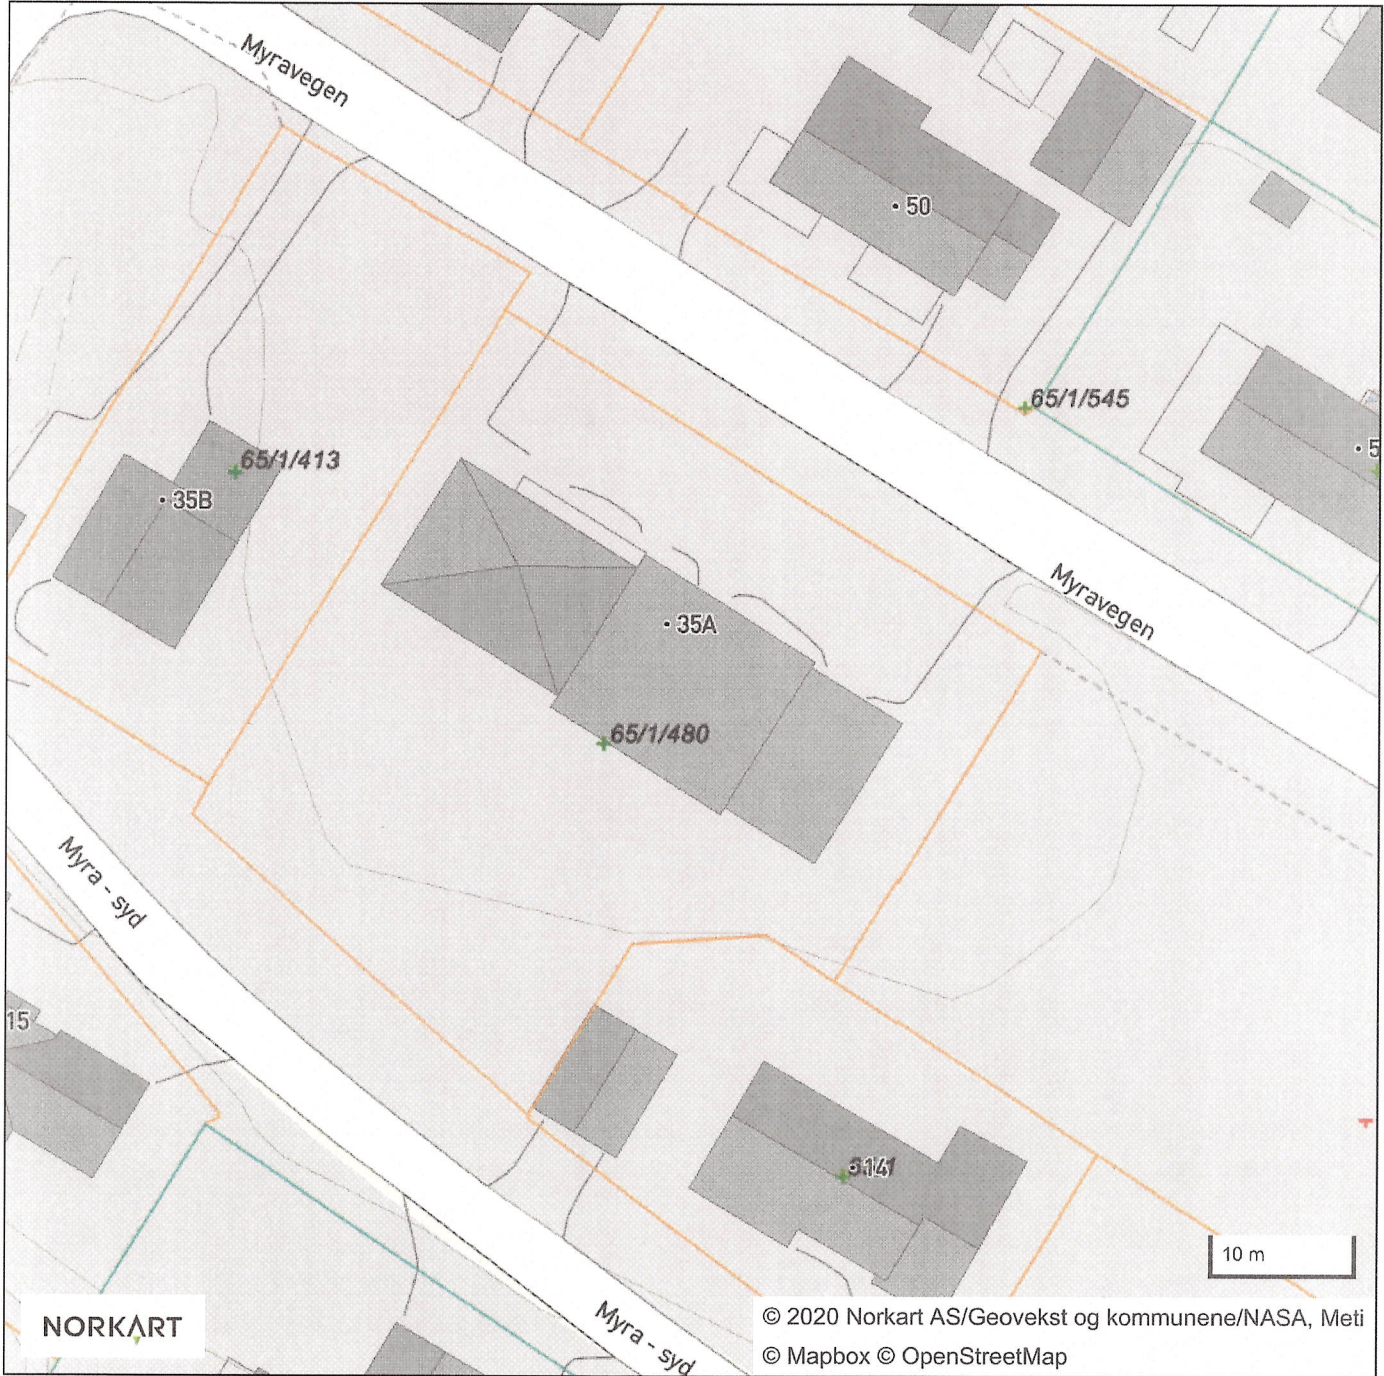 Myravegen
50
65/1/545
5
65/1/413
35B
Myravegen
35A
65/1/480
Myra - syd
15
10 m
NORKART
Myra - syd
© 2020 Norkart AS/Geovekst og kommunene/NASA, Meti
© Mapbox © OpenStreetMap